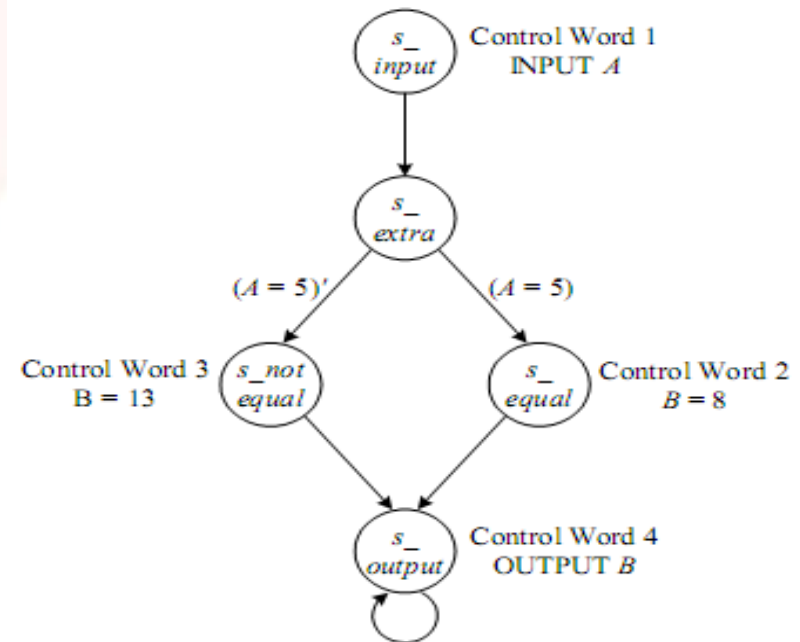 s_
input
Control Word 1
INPUT A
s_
extra
(A = 5)'
(A = 5)
Control Word 3
B = 13
s_not
equal
s_
equal
Control Word 2
B = 8
s_
output
Control Word 4
OUTPUT B